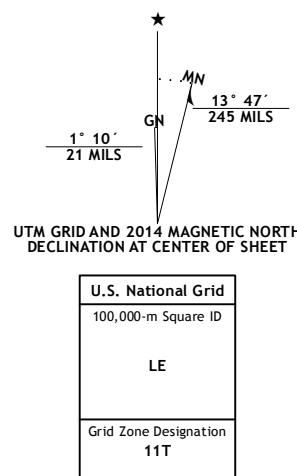 MN
GN
13° 47´
245 MILS
1° 10´
21 MILS
UTM GRID AND 2014 MAGNETIC NORTH
DECLINATION AT CENTER OF SHEET
U.S. National Grid
100,000-m Square ID
LE
Grid Zone Designation
11T